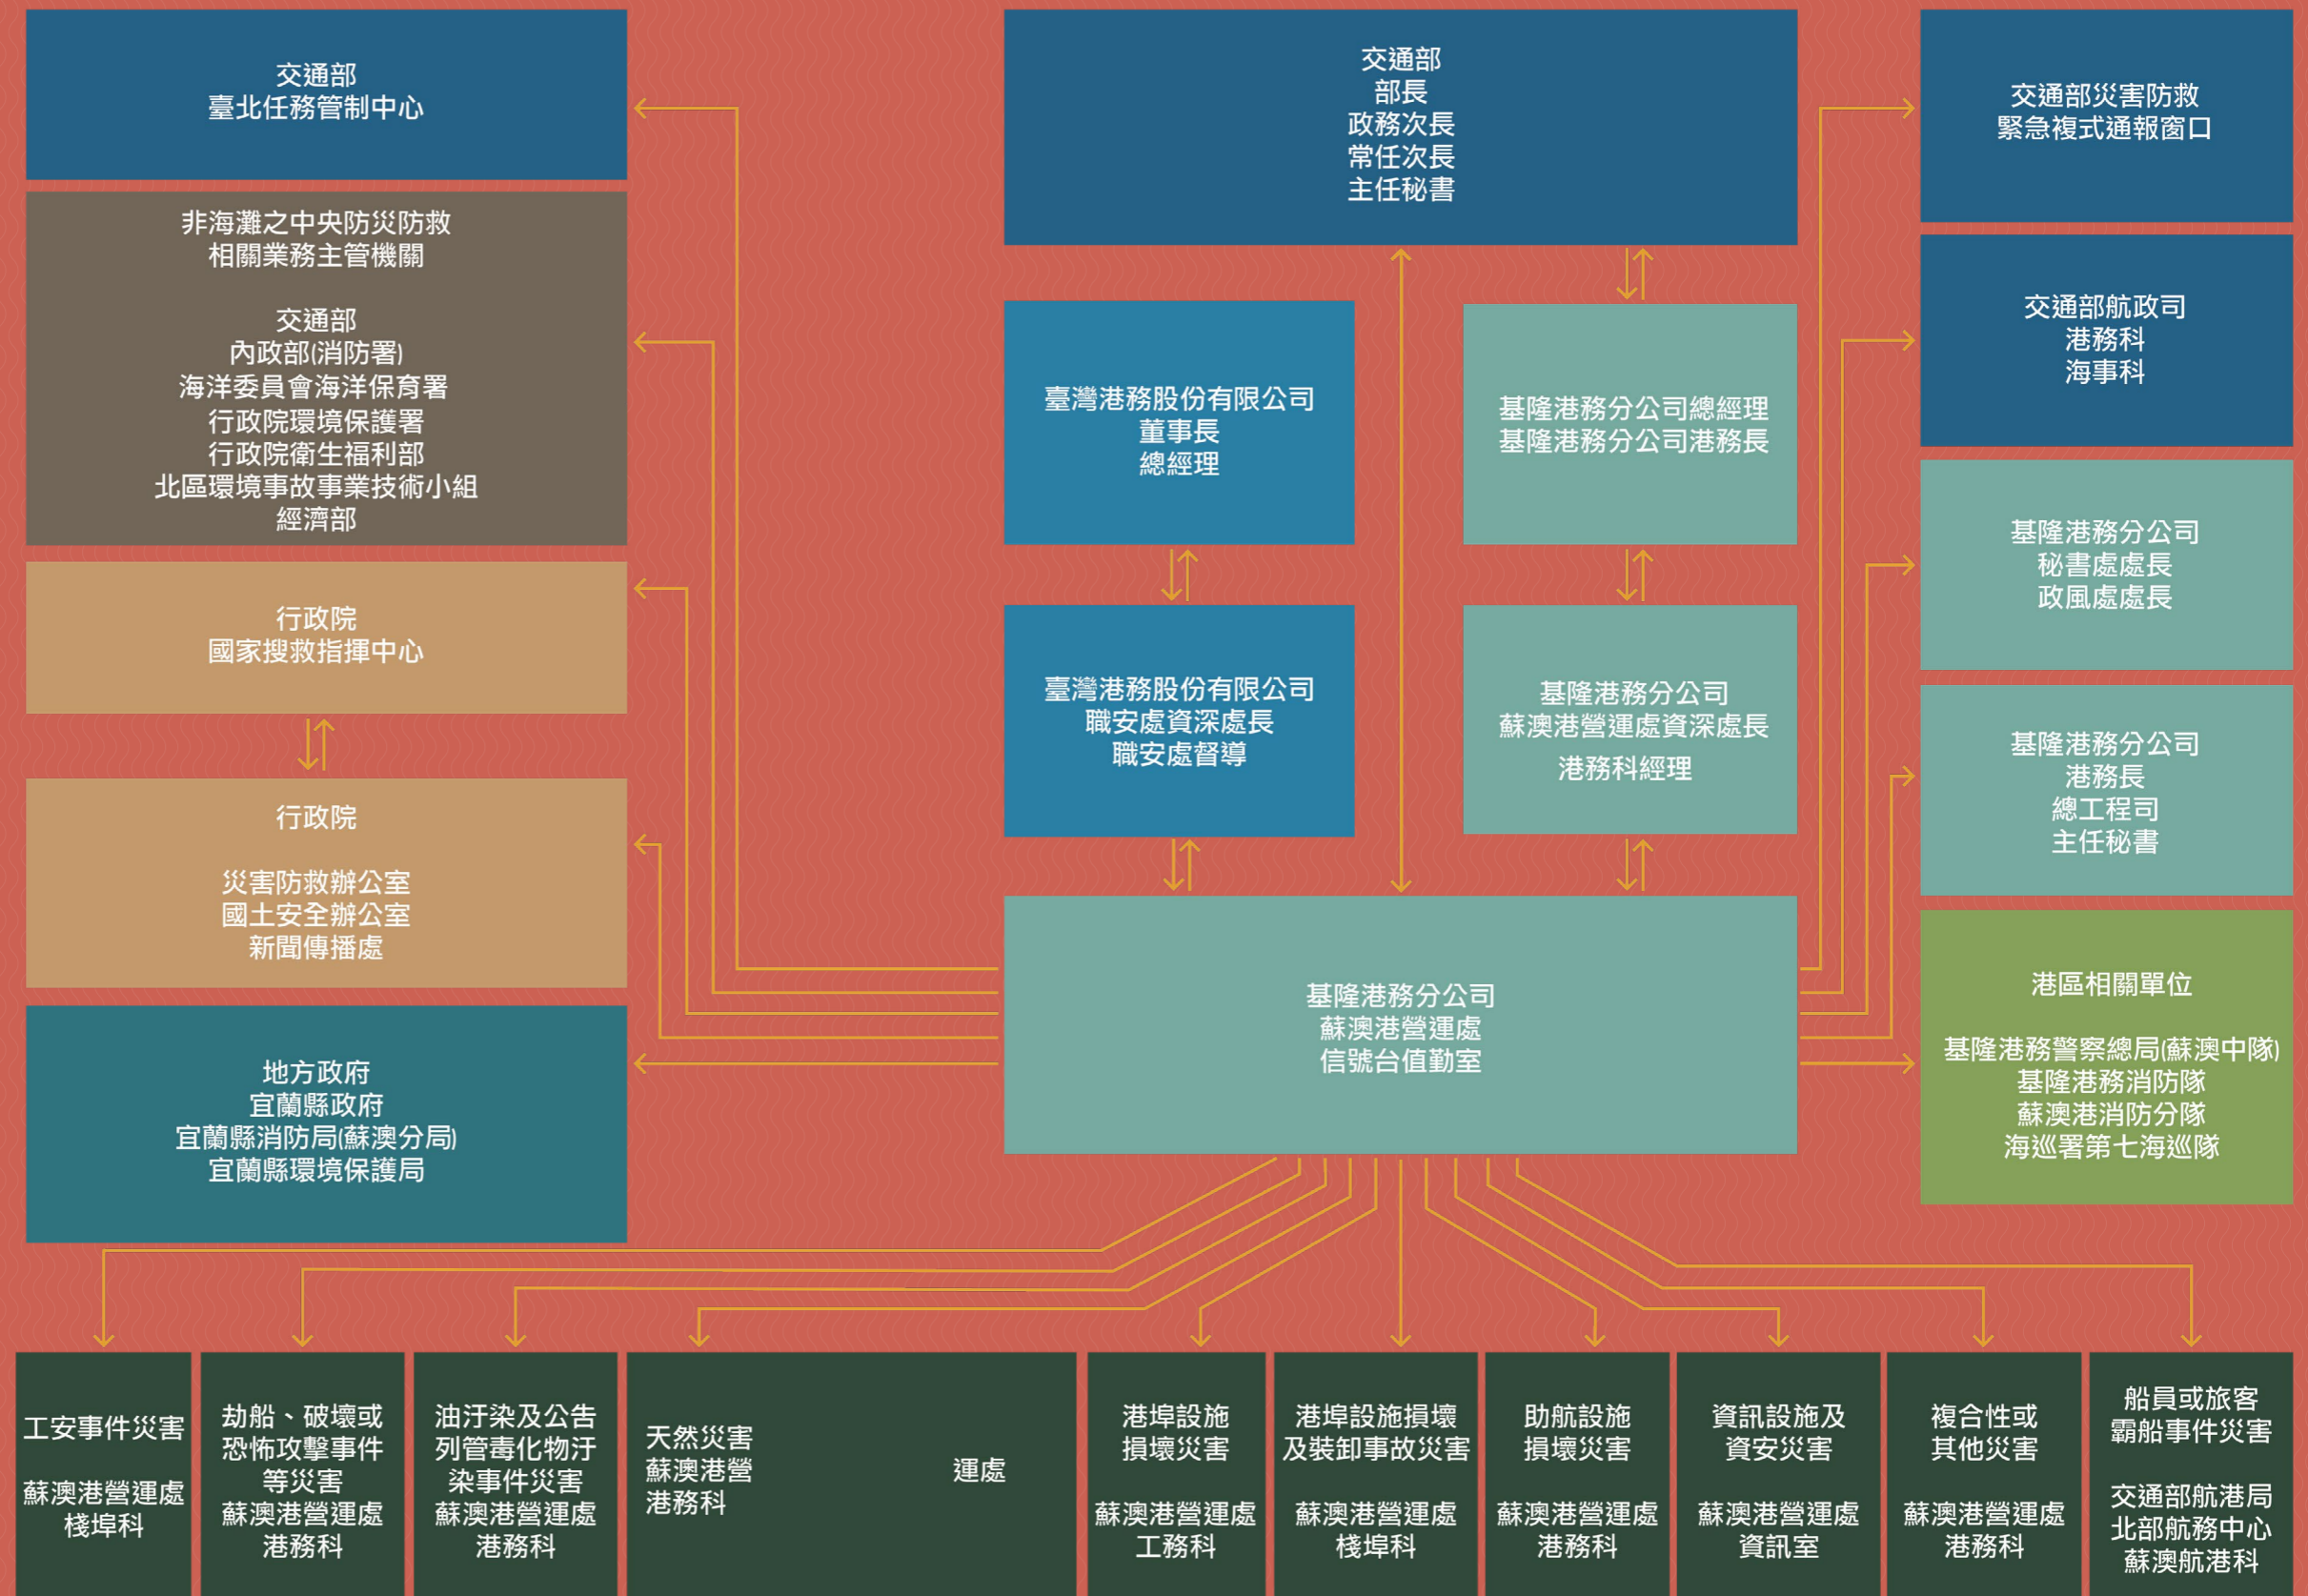 交通部
臺北任務管制中心
非海灘之中央防災防救
相關業務主管機關
交通部
內政部(消防署)
海洋委員會海洋保育署
行政院環境保護署
行政院衛生福利部
北區環境事故事業技術小組
經濟部
行政院
國家搜救指揮中心
行政院
災害防救辦公室
國土安全辦公室
新聞傳播處
地方政府
宜蘭縣政府
宜蘭縣消防局(蘇澳分局)
宜蘭縣環境保護局
交通部
部長
政務次長
常任次長
主任秘書
臺灣港務股份有限公司
董事長
總經理
基隆港務分公司總經理
基隆港務分公司港務長
臺灣港務股份有限公司
職安處資深處長
職安處督導
基隆港務分公司
蘇澳港營運處資深處長
港務科經理
基隆港務分公司
蘇澳港營運處
信號台值勤室
交通部災害防救
緊急複式通報窗口
交通部航政司
港務科
海事科
基隆港務分公司
秘書處處長
政風處處長
基隆港務分公司
港務長
總工程司
主任秘書
港區相關單位
基隆港務警察總局(蘇澳中隊)
基隆港務消防隊
蘇澳港消防分隊
海巡署第七海巡隊
工安事件災害
蘇澳港營運處
棧埠科
劫船、破壞或
恐怖攻擊事件
等災害
蘇澳港營運處
港務科
油汙染及公告
列管毒化物汙
染事件災害
蘇澳港營運處
港務科
天然災害
蘇澳港營 運處
港務科
港埠設施
損壞災害
蘇澳港營運處
工務科
港埠設施損壞
及裝卸事故災害
蘇澳港營運處
棧埠科
助航設施
損壞災害
蘇澳港營運處
港務科
資訊設施及
資安災害
蘇澳港營運處
資訊室
複合性或
其他災害
蘇澳港營運處
港務科
船員或旅客
霸船事件災害
交通部航港局
北部航務中心
蘇澳航港科